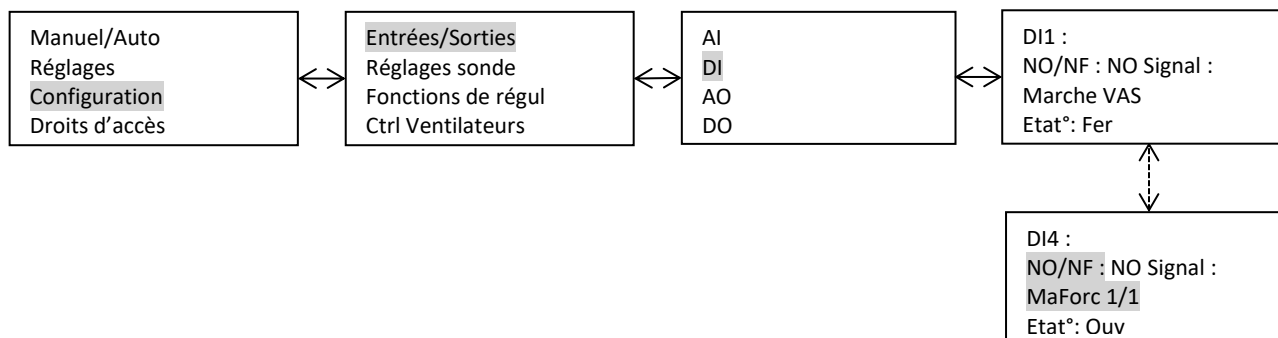 Manuel/Auto
Réglages
Configuration
Droits d'accès
Entrées/Sorties
Réglages sonde
Fonctions de régul
Ctrl Ventilateurs
AI
DI
AO
DO
DI1 :
NO/NF : NO Signal :
Marche VAS
Etat°: Fer
DI4 :
NO/NF : NO Signal :
MaForc 1/1
Etat°: Ouv